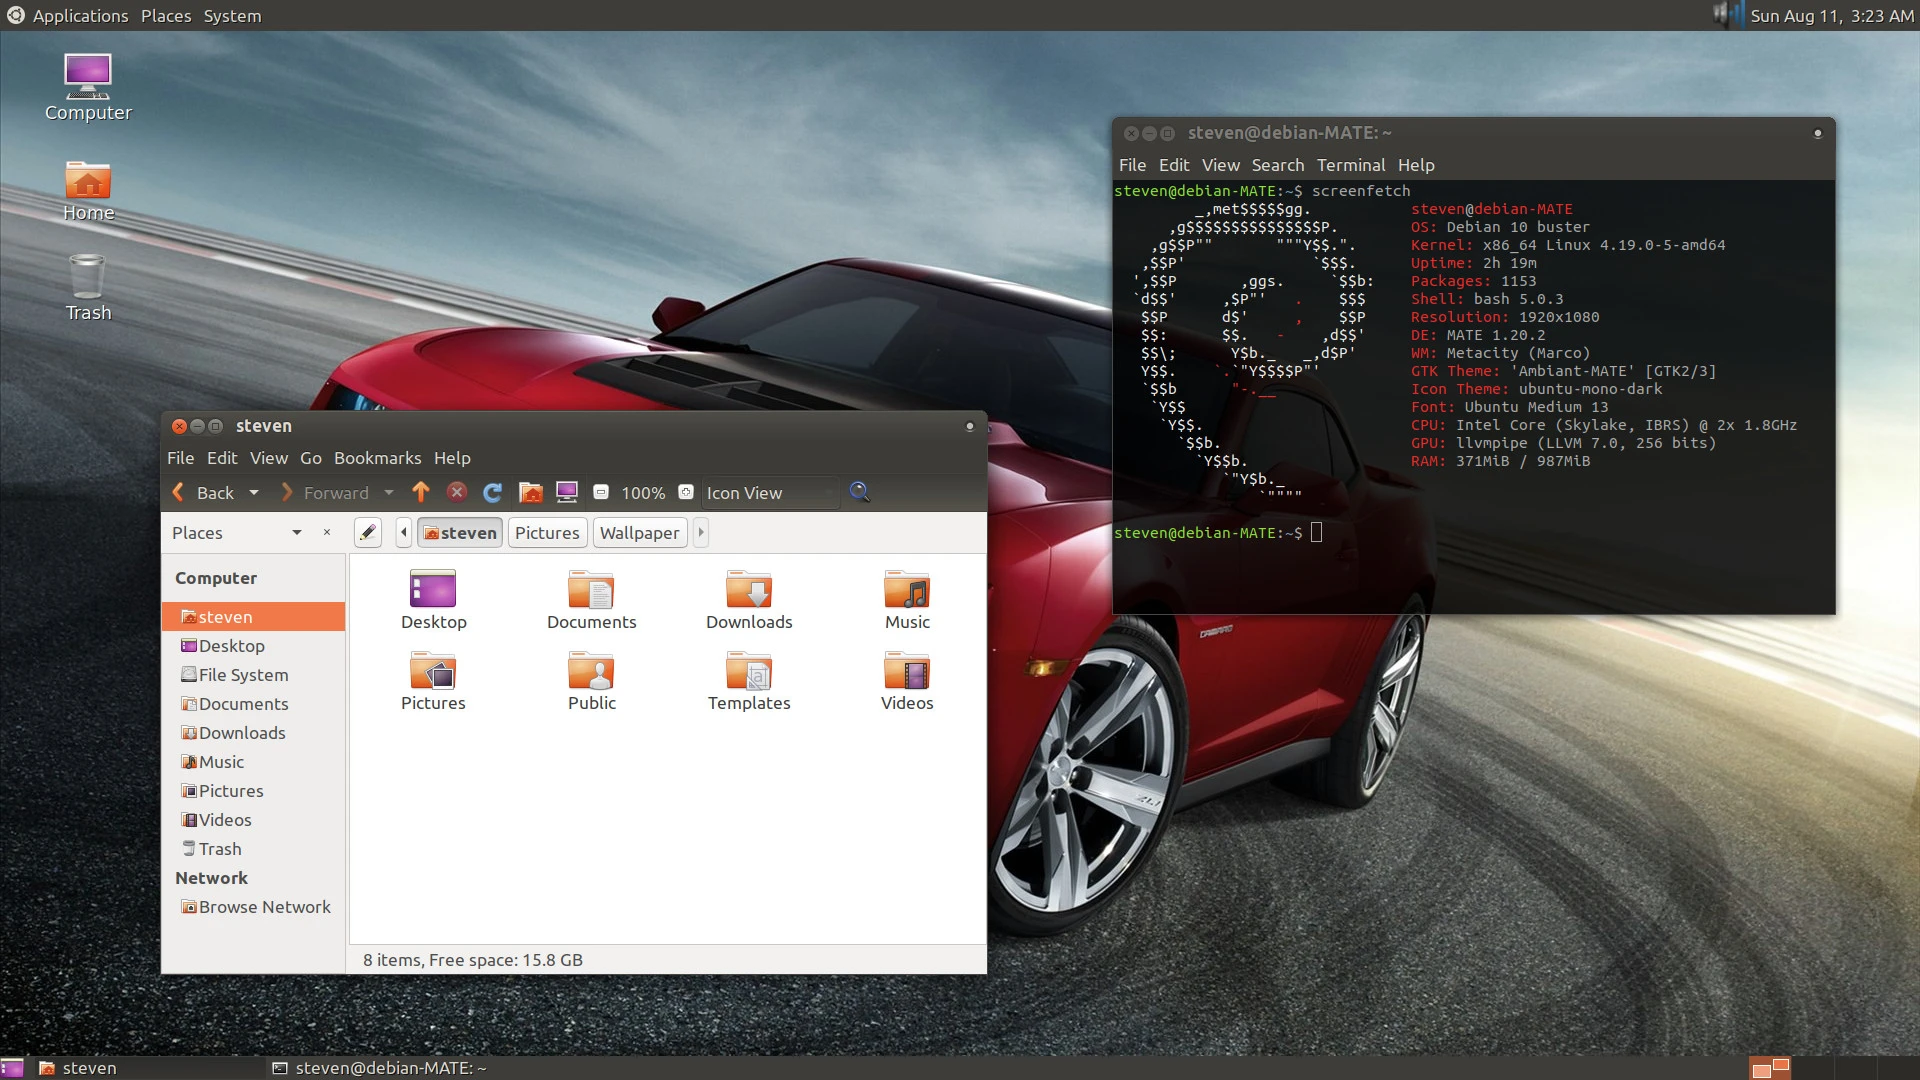 Applications Places System
Sun Aug 11, 3:23 AM
Computer
Home
Trash
steven@debian-MATE: ~
File Edit View Search Terminal Help
steven@debian-MATE:~$ screenfetch
         _,met$$$$$gg.           steven@debian-MATE
      ,g$$$$$$$$$$$$$$$P.        OS: Debian 10 buster
    ,g$$P""       """Y$$.".      Kernel: x86_64 Linux 4.19.0-5-amd64
   ,$$P'              `$$$.      Uptime: 2h 19m
  ',$$P       ,ggs.     `$$b:    Packages: 1153
  `d$$'     ,$P"'   .    $$$     Shell: bash 5.0.3
   $$P      d$'     ,    $$P     Resolution: 1920x1080
   $$:      $$.   -    ,d$$'     DE: MATE 1.20.2
   $$\;      Y$b._   _,d$P'      WM: Metacity (Marco)
   Y$$.    `.`"Y$$$$P"'          GTK Theme: 'Ambiant-MATE' [GTK2/3]
   `$$b      "-.__               Icon Theme: ubuntu-mono-dark
    `Y$$                         Font: Ubuntu Medium 13
     `Y$$.                       CPU: Intel Core (Skylake, IBRS) @ 2x 1.8GHz
       `$$b.                     GPU: llvmpipe (LLVM 7.0, 256 bits)
         `Y$$b.                  RAM: 371MiB / 987MiB
            `"Y$b._
                `""""
steven@debian-MATE:~$
steven
File Edit View Go Bookmarks Help
Back Forward 100% Icon View
Places steven Pictures Wallpaper
Computer
steven
Desktop
File System
Documents
Downloads
Music
Pictures
Videos
Trash
Network
Browse Network
Desktop Documents Downloads Music
Pictures Public Templates Videos
8 items, Free space: 15.8 GB
CAMARO
ZL1
steven
steven@debian-MATE: ~